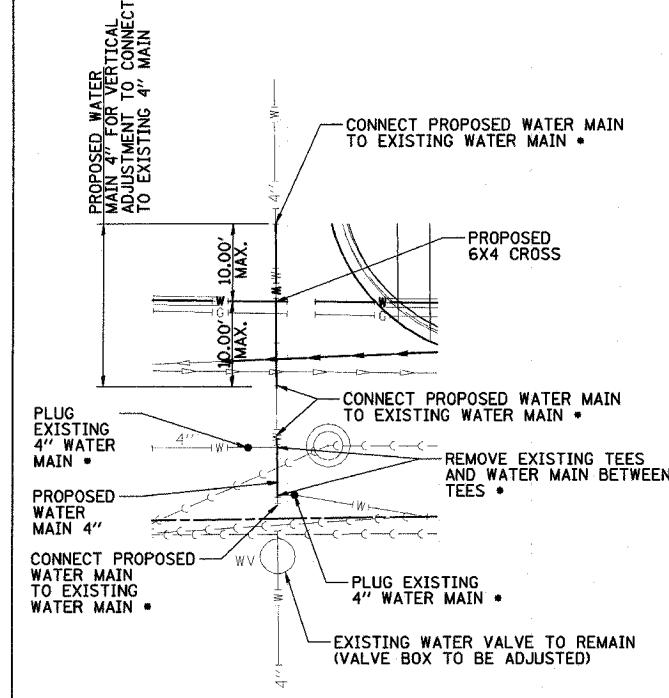 PROPOSED WATER
MAIN 4" FOR VERTICAL
ADJUSTMENT TO CONNECT
TO EXISTING 4" MAIN
W
4"
CONNECT PROPOSED WATER MAIN
TO EXISTING WATER MAIN *
10.00'
MAX.
PROPOSED
6X4 CROSS
W
W
W
W
G
G
10.00'
MAX.
CONNECT PROPOSED WATER MAIN
TO EXISTING WATER MAIN *
PLUG
EXISTING
4" WATER
MAIN *
4"
W
W
REMOVE EXISTING TEES
AND WATER MAIN BETWEEN
TEES *
PROPOSED
WATER
MAIN 4"
W
CONNECT PROPOSED
WATER MAIN
TO EXISTING
WATER MAIN *
WV
PLUG EXISTING
4" WATER MAIN *
W
EXISTING WATER VALVE TO REMAIN
(VALVE BOX TO BE ADJUSTED)
4"